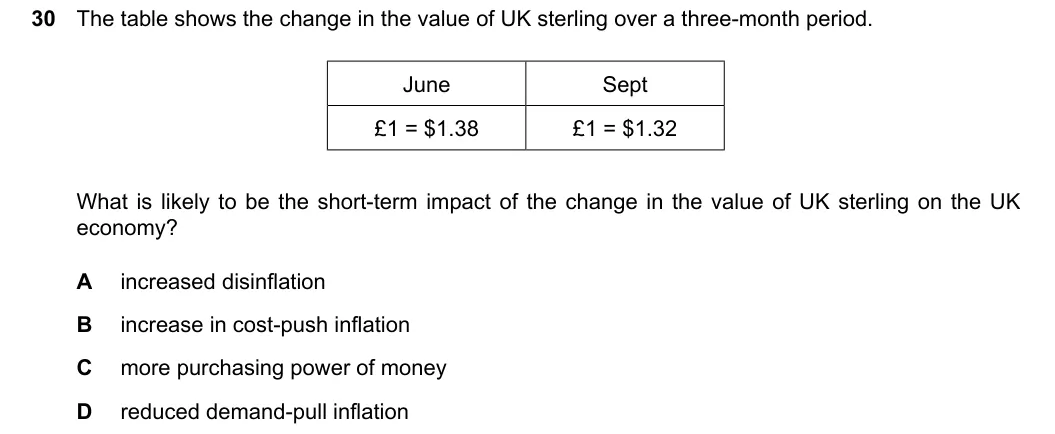 30 The table shows the change in the value of UK sterling over a three-month period.
June Sept
£1 = $1.38 £1 = $1.32
What is likely to be the short-term impact of the change in the value of UK sterling on the UK
economy?
A increased disinflation
B increase in cost-push inflation
C more purchasing power of money
D reduced demand-pull inflation